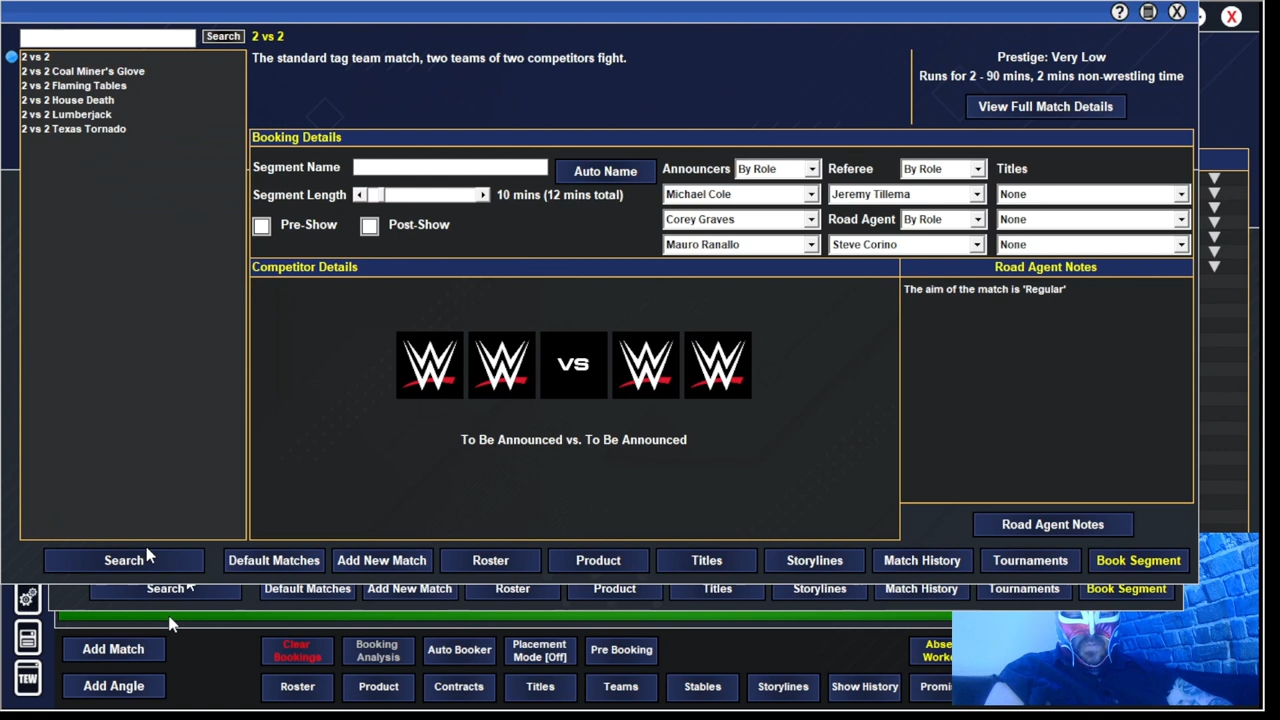 ? X X
Search 2 vs 2
2 vs 2
2 vs 2 Coal Miner's Glove
2 vs 2 Flaming Tables
2 vs 2 House Death
2 vs 2 Lumberjack
2 vs 2 Texas Tornado
The standard tag team match, two teams of two competitors fight.
Prestige: Very Low
Runs for 2 - 90 mins, 2 mins non-wrestling time
View Full Match Details
Booking Details
Segment Name Auto Name Announcers By Role Referee By Role Titles
Segment Length 10 mins (12 mins total) Michael Cole Jeremy Tillema None
Pre-Show Post-Show Corey Graves Road Agent By Role None
Mauro Ranallo Steve Corino None
Competitor Details Road Agent Notes
The aim of the match is 'Regular'
W W VS W W
To Be Announced vs. To Be Announced
Road Agent Notes
Search Default Matches Add New Match Roster Product Titles Storylines Match History Tournaments Book Segment
Search Default Matches Add New Match Roster Product Titles Storylines Match History Tournaments Book Segment
Add Match Clear Bookings Booking Analysis Auto Booker Placement Mode [Off] Pre Booking
TEW Add Angle Roster Product Contracts Titles Teams Stables Storylines Show History